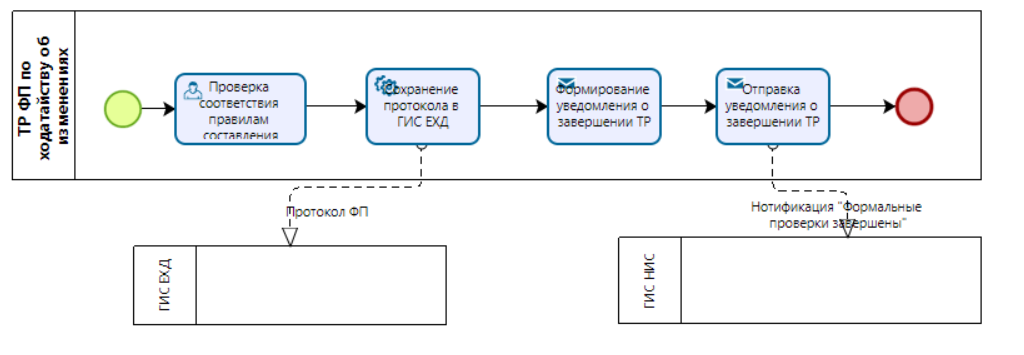 ТР ФП по
ходатайству об
изменениях
Проверка
соответствия
правилам
составления
Сохранение
протокола в
ГИС ЕХД
Формирование
уведомления о
завершении ТР
Отправка
уведомления о
завершении ТР
Протокол ФП
Нотификация "Формальные
проверки завершены"
ГИС ЕХД
ГИС НИС